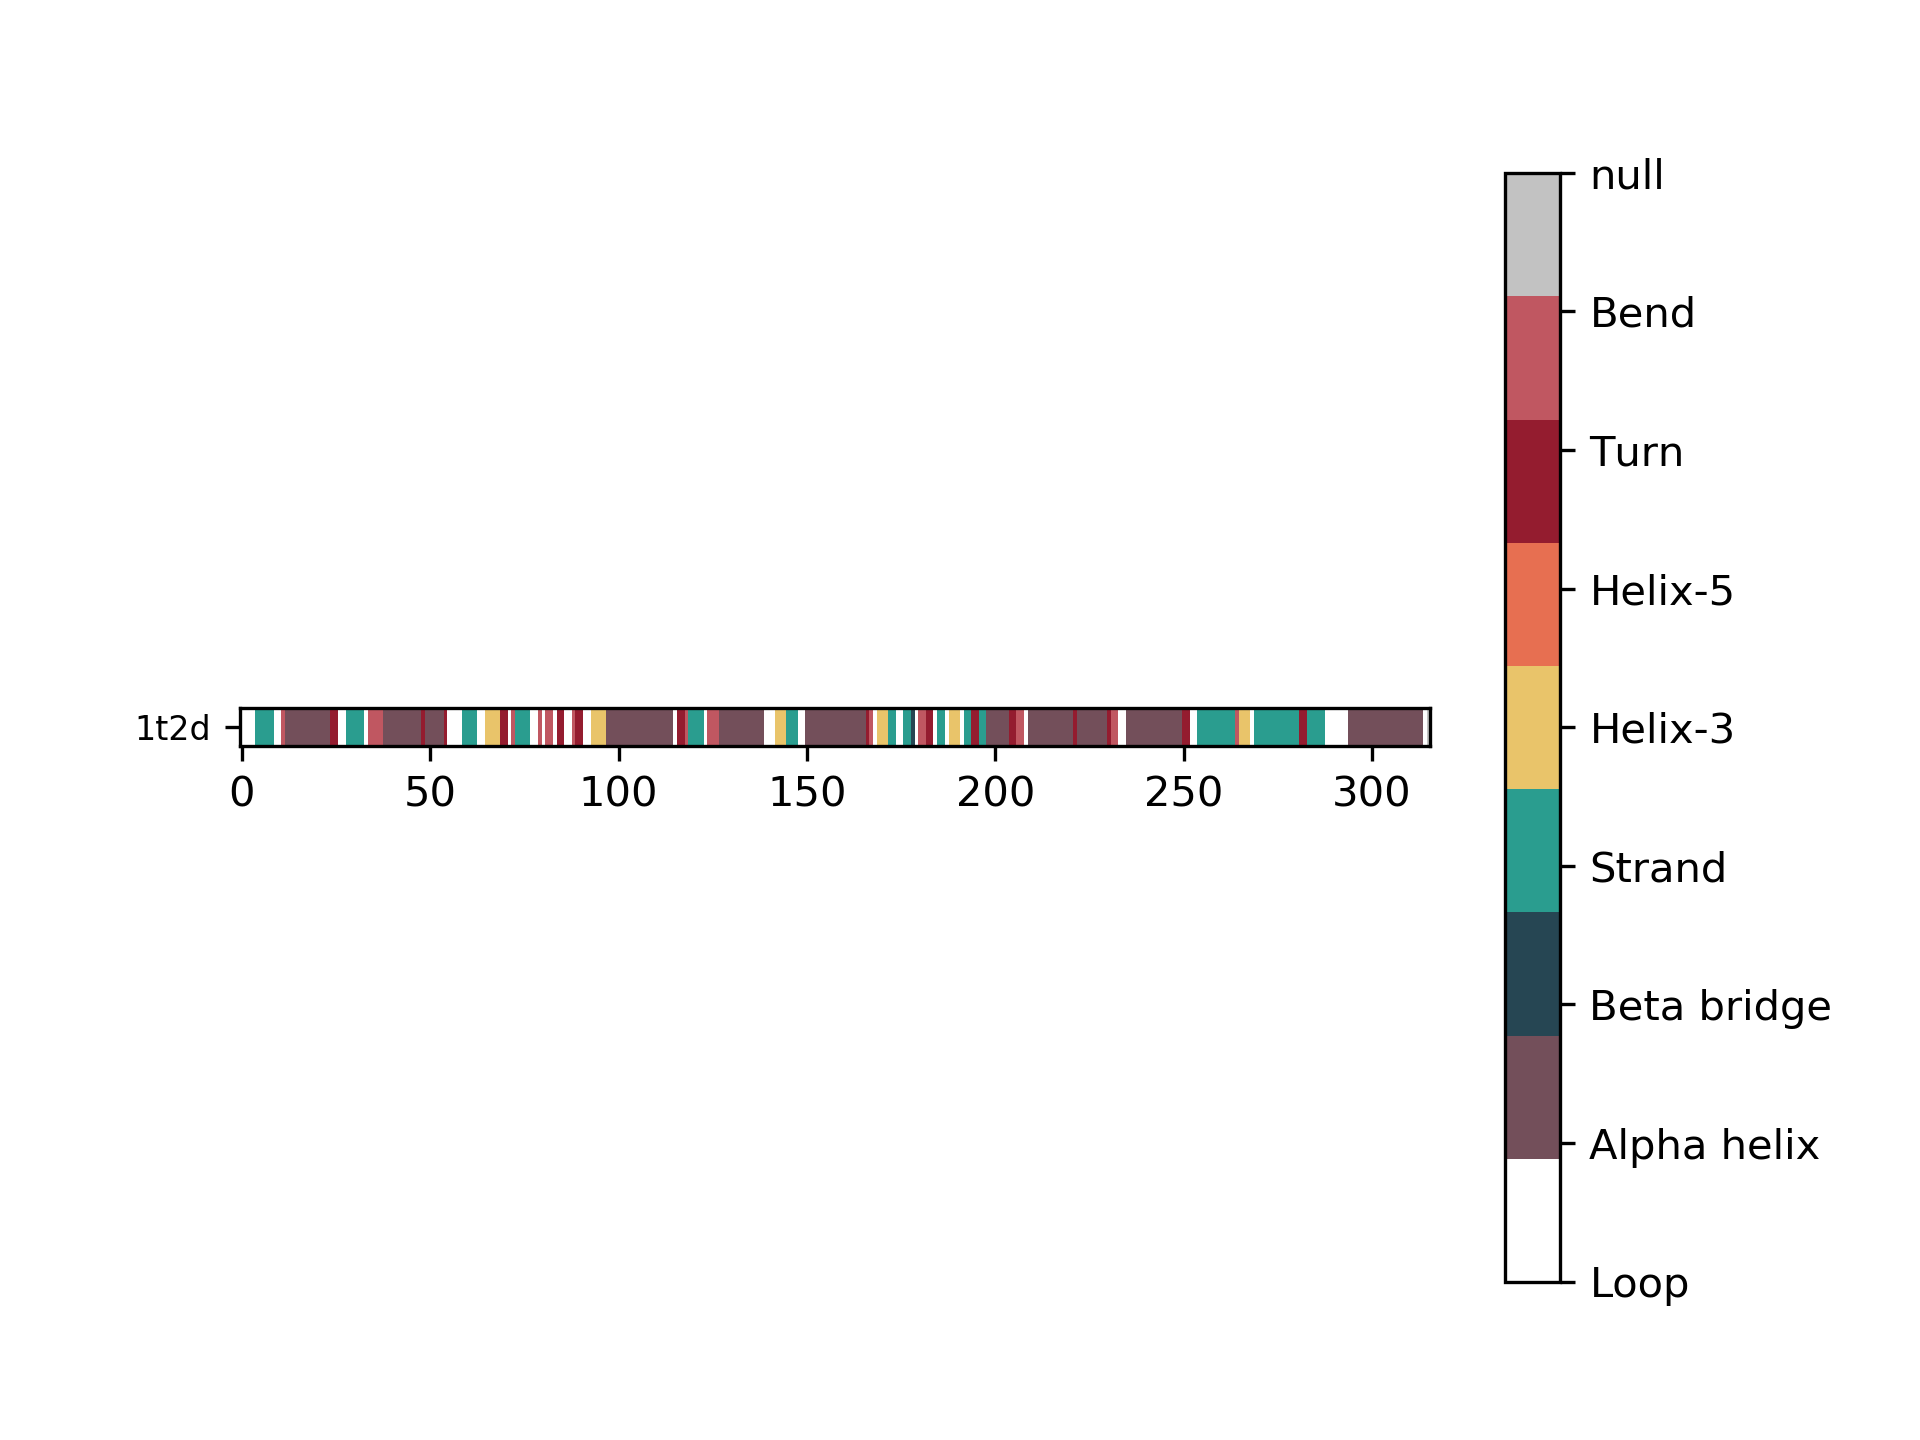 null
Bend
Turn
Helix-5
Helix-3
Strand
Beta bridge
Alpha helix
Loop
1t2d
0 50 100 150 200 250 300